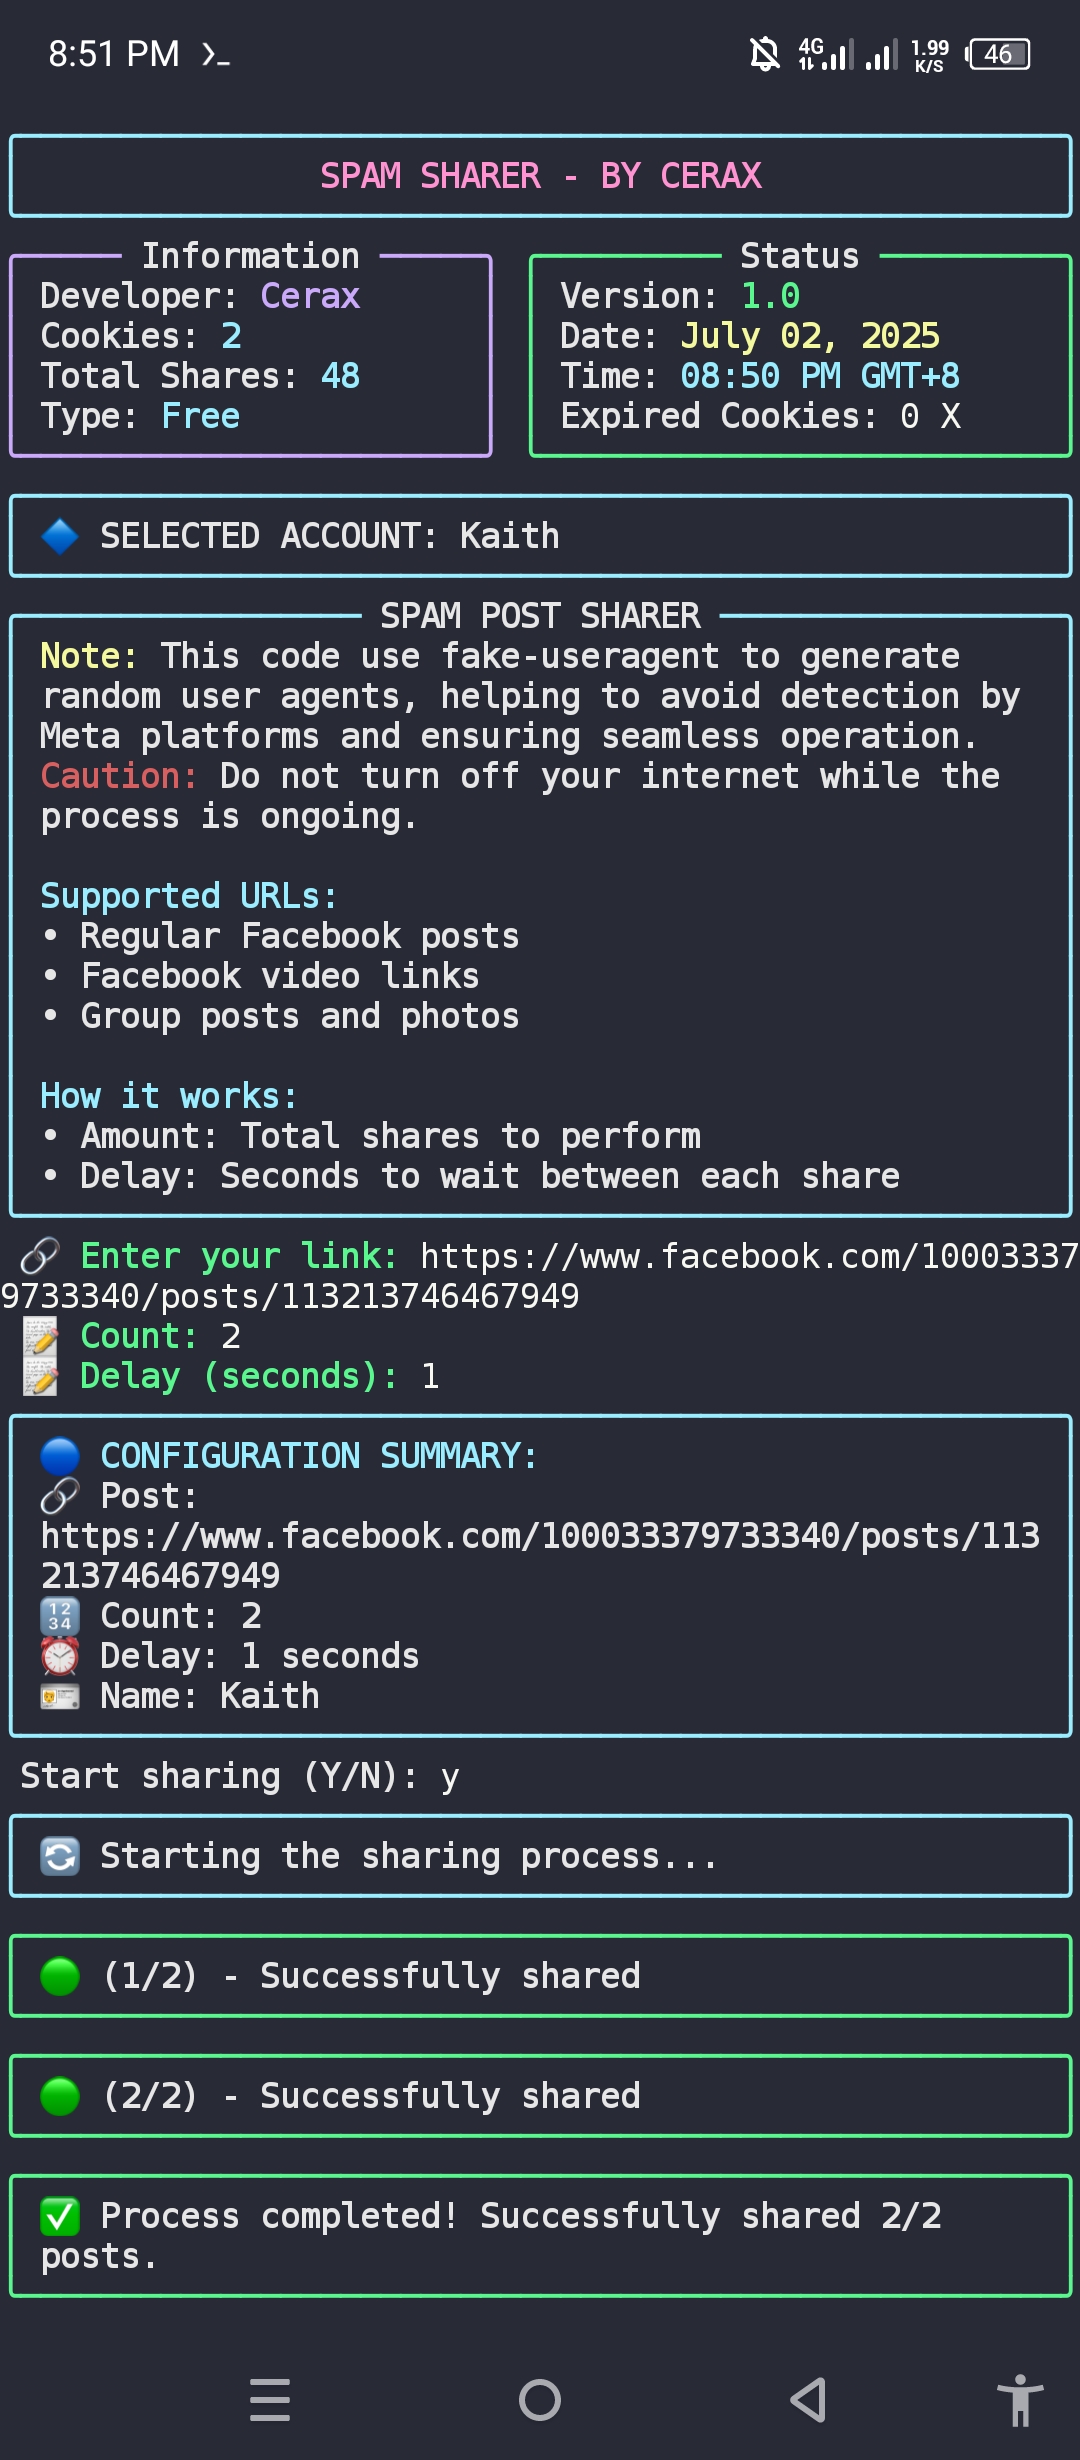 8:51 PM
4G
1.99
K/S
46
SPAM SHARER - BY CERAX
Information
Developer: Cerax
Cookies: 2
Total Shares: 48
Type: Free
Status
Version: 1.0
Date: July 02, 2025
Time: 08:50 PM GMT+8
Expired Cookies: 0 X
🔷 SELECTED ACCOUNT: Kaith
SPAM POST SHARER
Note: This code use fake-useragent to generate
random user agents, helping to avoid detection by
Meta platforms and ensuring seamless operation.
Caution: Do not turn off your internet while the
process is ongoing.
Supported URLs:
• Regular Facebook posts
• Facebook video links
• Group posts and photos
How it works:
• Amount: Total shares to perform
• Delay: Seconds to wait between each share
🔗 Enter your link: https://www.facebook.com/10003337
9733340/posts/113213746467949
📝 Count: 2
📝 Delay (seconds): 1
🔵 CONFIGURATION SUMMARY:
🔗 Post:
https://www.facebook.com/100033379733340/posts/113
213746467949
🔢 Count: 2
⏰ Delay: 1 seconds
🪪 Name: Kaith
Start sharing (Y/N): y
🔄 Starting the sharing process...
🟢 (1/2) - Successfully shared
🟢 (2/2) - Successfully shared
✅ Process completed! Successfully shared 2/2
posts.